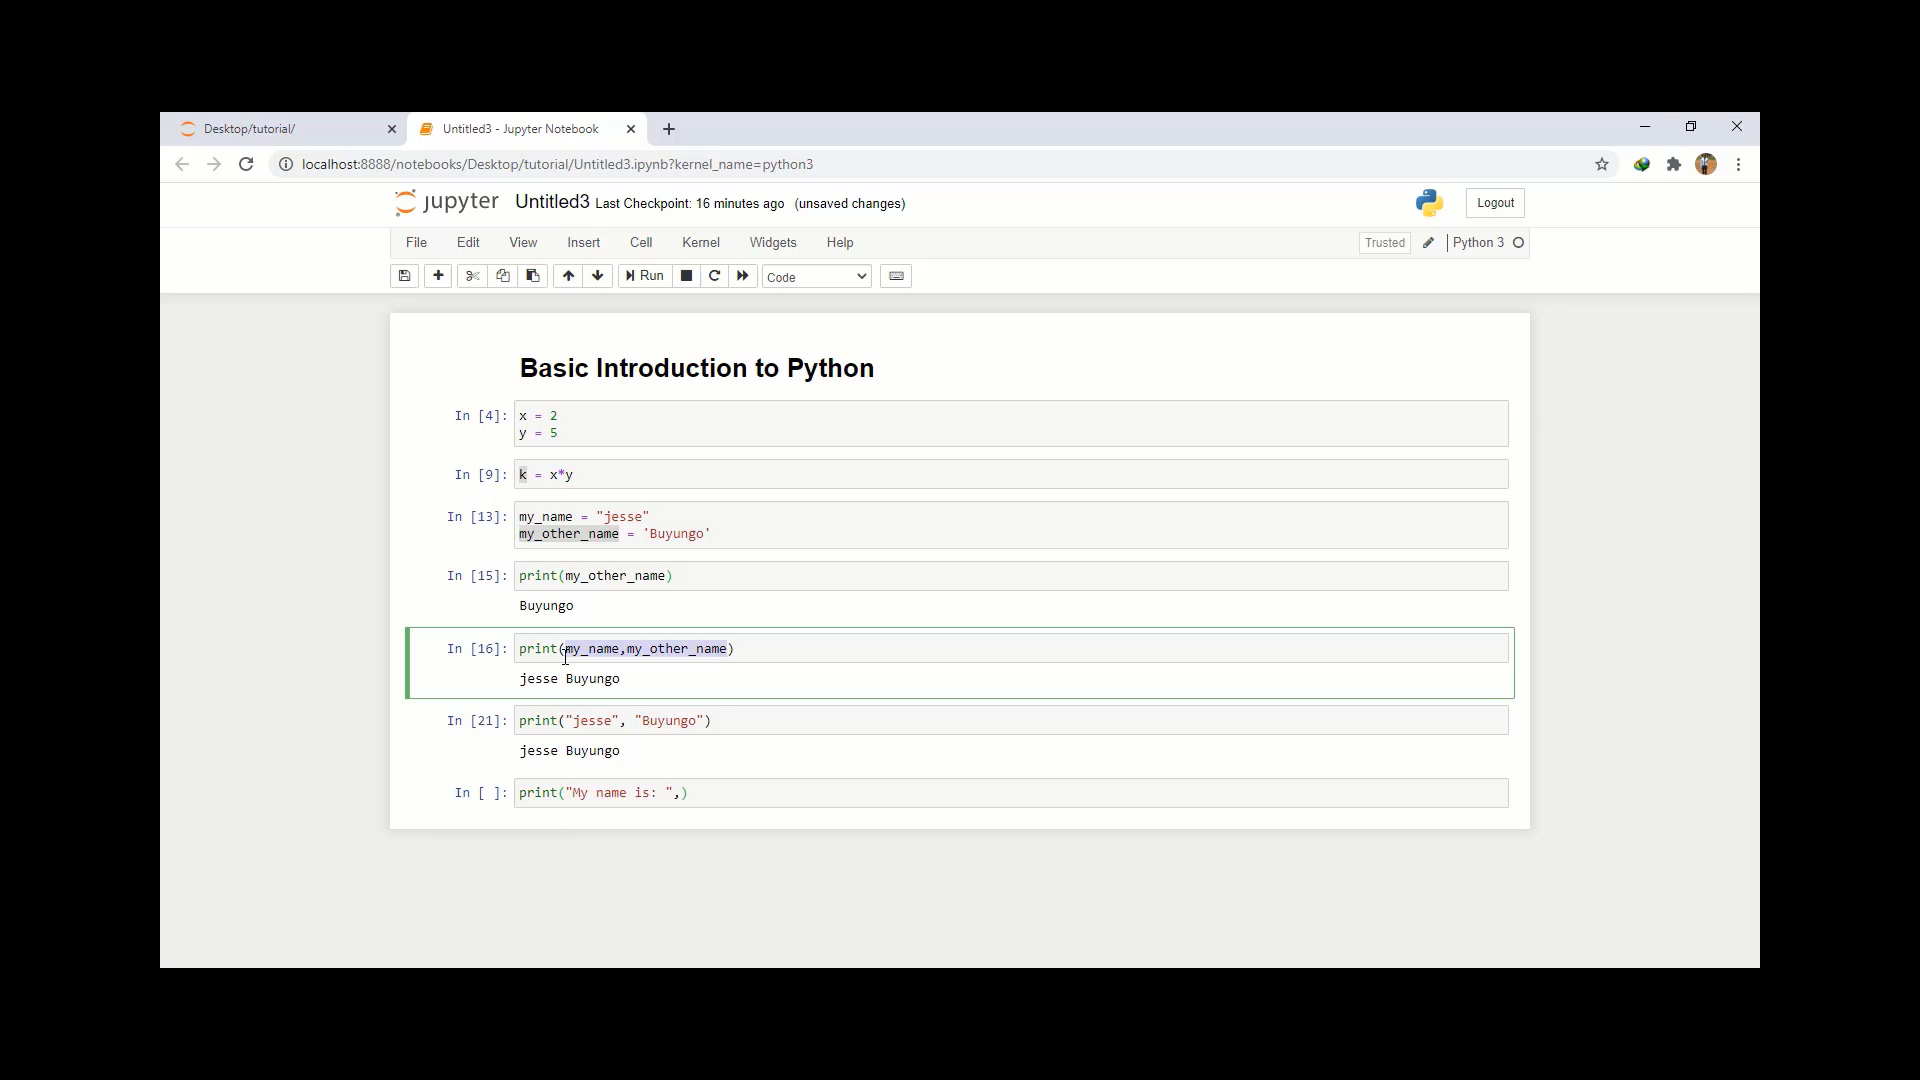 Desktop/tutorial/
Untitled3 - Jupyter Notebook
localhost:8888/notebooks/Desktop/tutorial/Untitled3.ipynb?kernel_name=python3
jupyter Untitled3 Last Checkpoint: 16 minutes ago (unsaved changes)
Logout
File Edit View Insert Cell Kernel Widgets Help
Trusted
Python 3
Run
Code
Basic Introduction to Python
In [4]: x = 2
y = 5
In [9]: k = x*y
In [13]: my_name = "jesse"
my_other_name = 'Buyungo'
In [15]: print(my_other_name)
Buyungo
In [16]: print(my_name,my_other_name)
jesse Buyungo
In [21]: print("jesse", "Buyungo")
jesse Buyungo
In [ ]: print("My name is: ",)